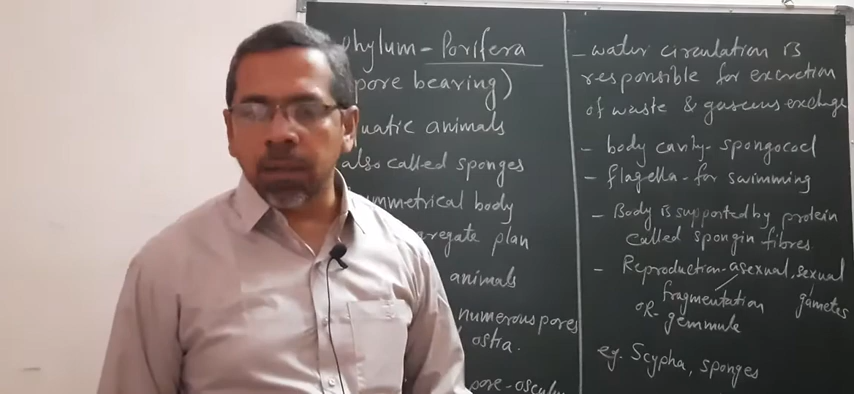 phylum - Porifera
pore bearing)
uatic animals
also called sponges
mmetrical body
regate plan
animals
numerous pores
ostia.
pore - osculum
- water circulation is
responsible for excretion
of waste & gaseous exchange
- body cavity - spongocoel
- flagella - for swimming
- Body is supported by protein
called spongin fibres
- Reproduction - asexual, sexual
fragmentation gametes
OR - gemmule
eg. Scypha, sponges